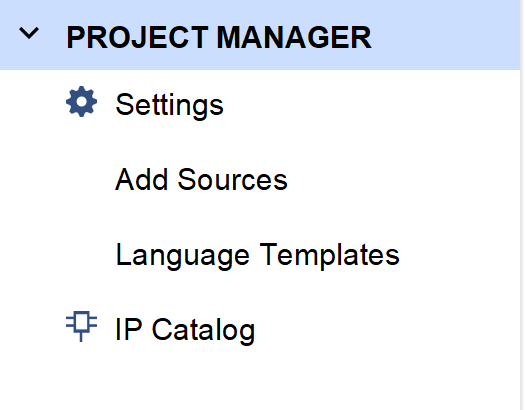 PROJECT MANAGER
Settings
Add Sources
Language Templates
IP Catalog